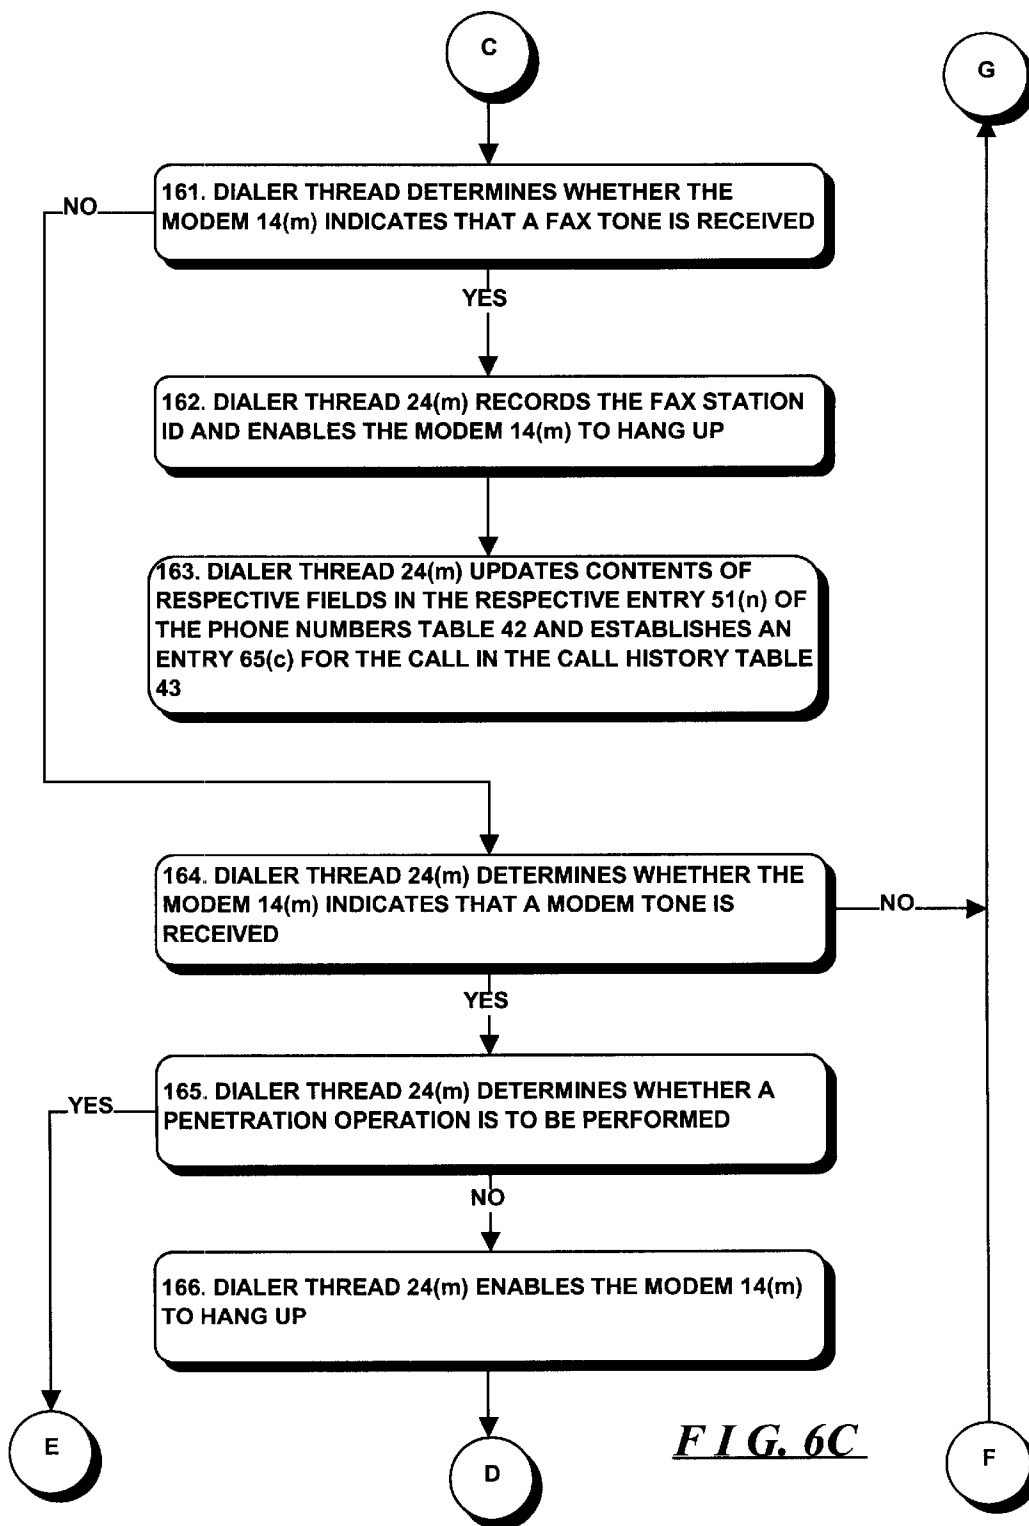 C
G
161. DIALER THREAD DETERMINES WHETHER THE
MODEM 14(m) INDICATES THAT A FAX TONE IS RECEIVED
NO
YES
162. DIALER THREAD 24(m) RECORDS THE FAX STATION
ID AND ENABLES THE MODEM 14(m) TO HANG UP
163. DIALER THREAD 24(m) UPDATES CONTENTS OF
RESPECTIVE FIELDS IN THE RESPECTIVE ENTRY 51(n) OF
THE PHONE NUMBERS TABLE 42 AND ESTABLISHES AN
ENTRY 65(c) FOR THE CALL IN THE CALL HISTORY TABLE
43
164. DIALER THREAD 24(m) DETERMINES WHETHER THE
MODEM 14(m) INDICATES THAT A MODEM TONE IS
RECEIVED
NO
YES
165. DIALER THREAD 24(m) DETERMINES WHETHER A
PENETRATION OPERATION IS TO BE PERFORMED
YES
NO
166. DIALER THREAD 24(m) ENABLES THE MODEM 14(m)
TO HANG UP
E
D
F I G. 6C
F